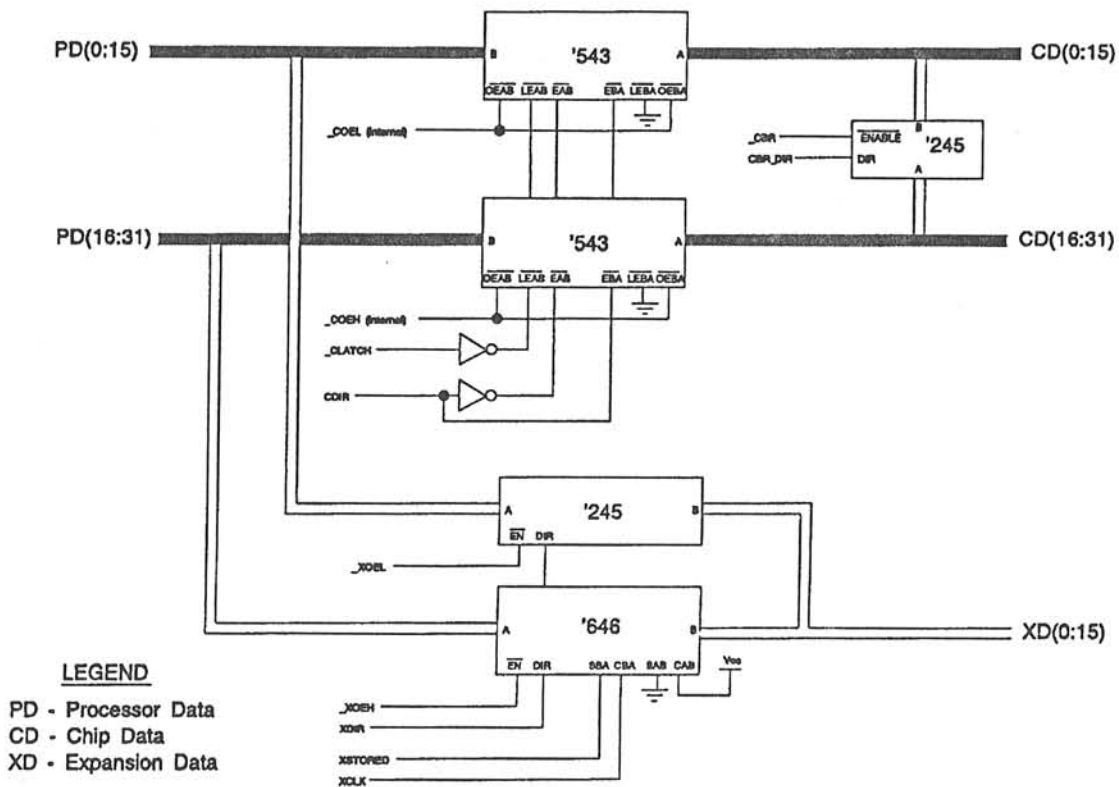 PD(0:15) B '543 A CD(0:15)
OEAB LEAB EAB EBA LEBA OEBA
_COEL (Internal)
_CBR ENABLE B '245
CBR_DIR DIR A
PD(16:31) B '543 A CD(16:31)
OEAB LEAB EAB EBA LEBA OEBA
_COEH (Internal)
_CLATCH
CDIR
A '245 B
EN DIR
_XOEL
A '646 B XD(0:15)
EN DIR SBA CBA SAB CAB Vcc
_XOEH
XDIR
XSTORED
XCLK
LEGEND
PD - Processor Data
CD - Chip Data
XD - Expansion Data